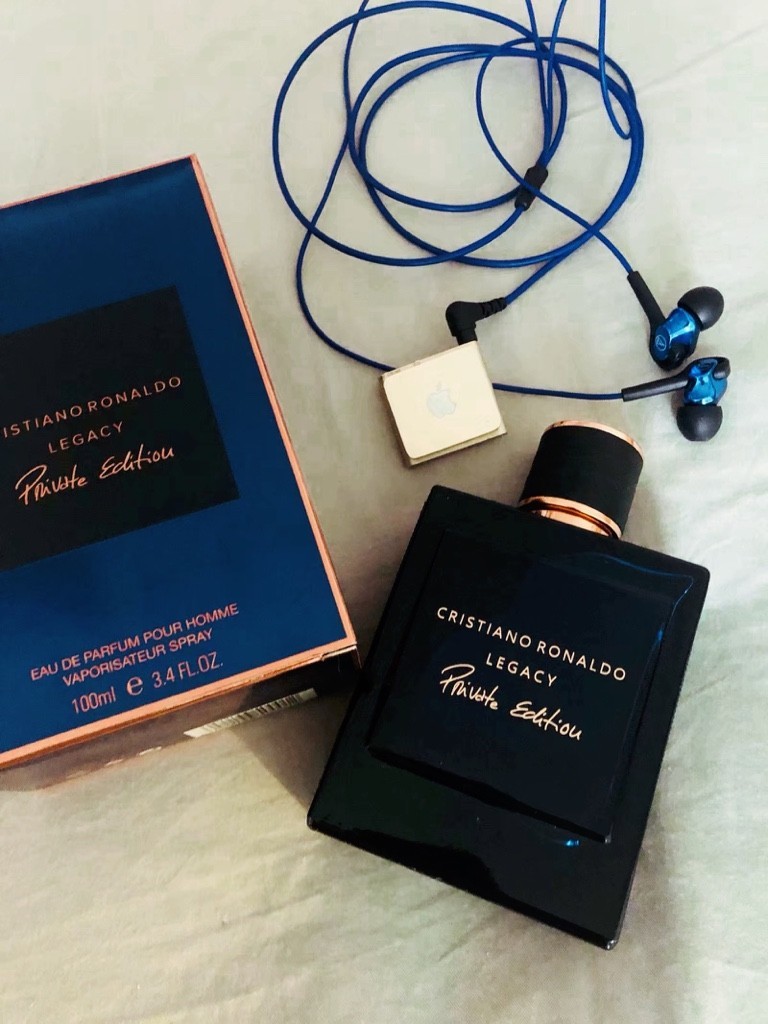 ISTIANO RONALDO
LEGACY
Private Edition
EAU DE PARFUM POUR HOMME
VAPORISATEUR SPRAY
100ml e 3.4 FL.OZ.
CRISTIANO RONALDO
LEGACY
Private Edition